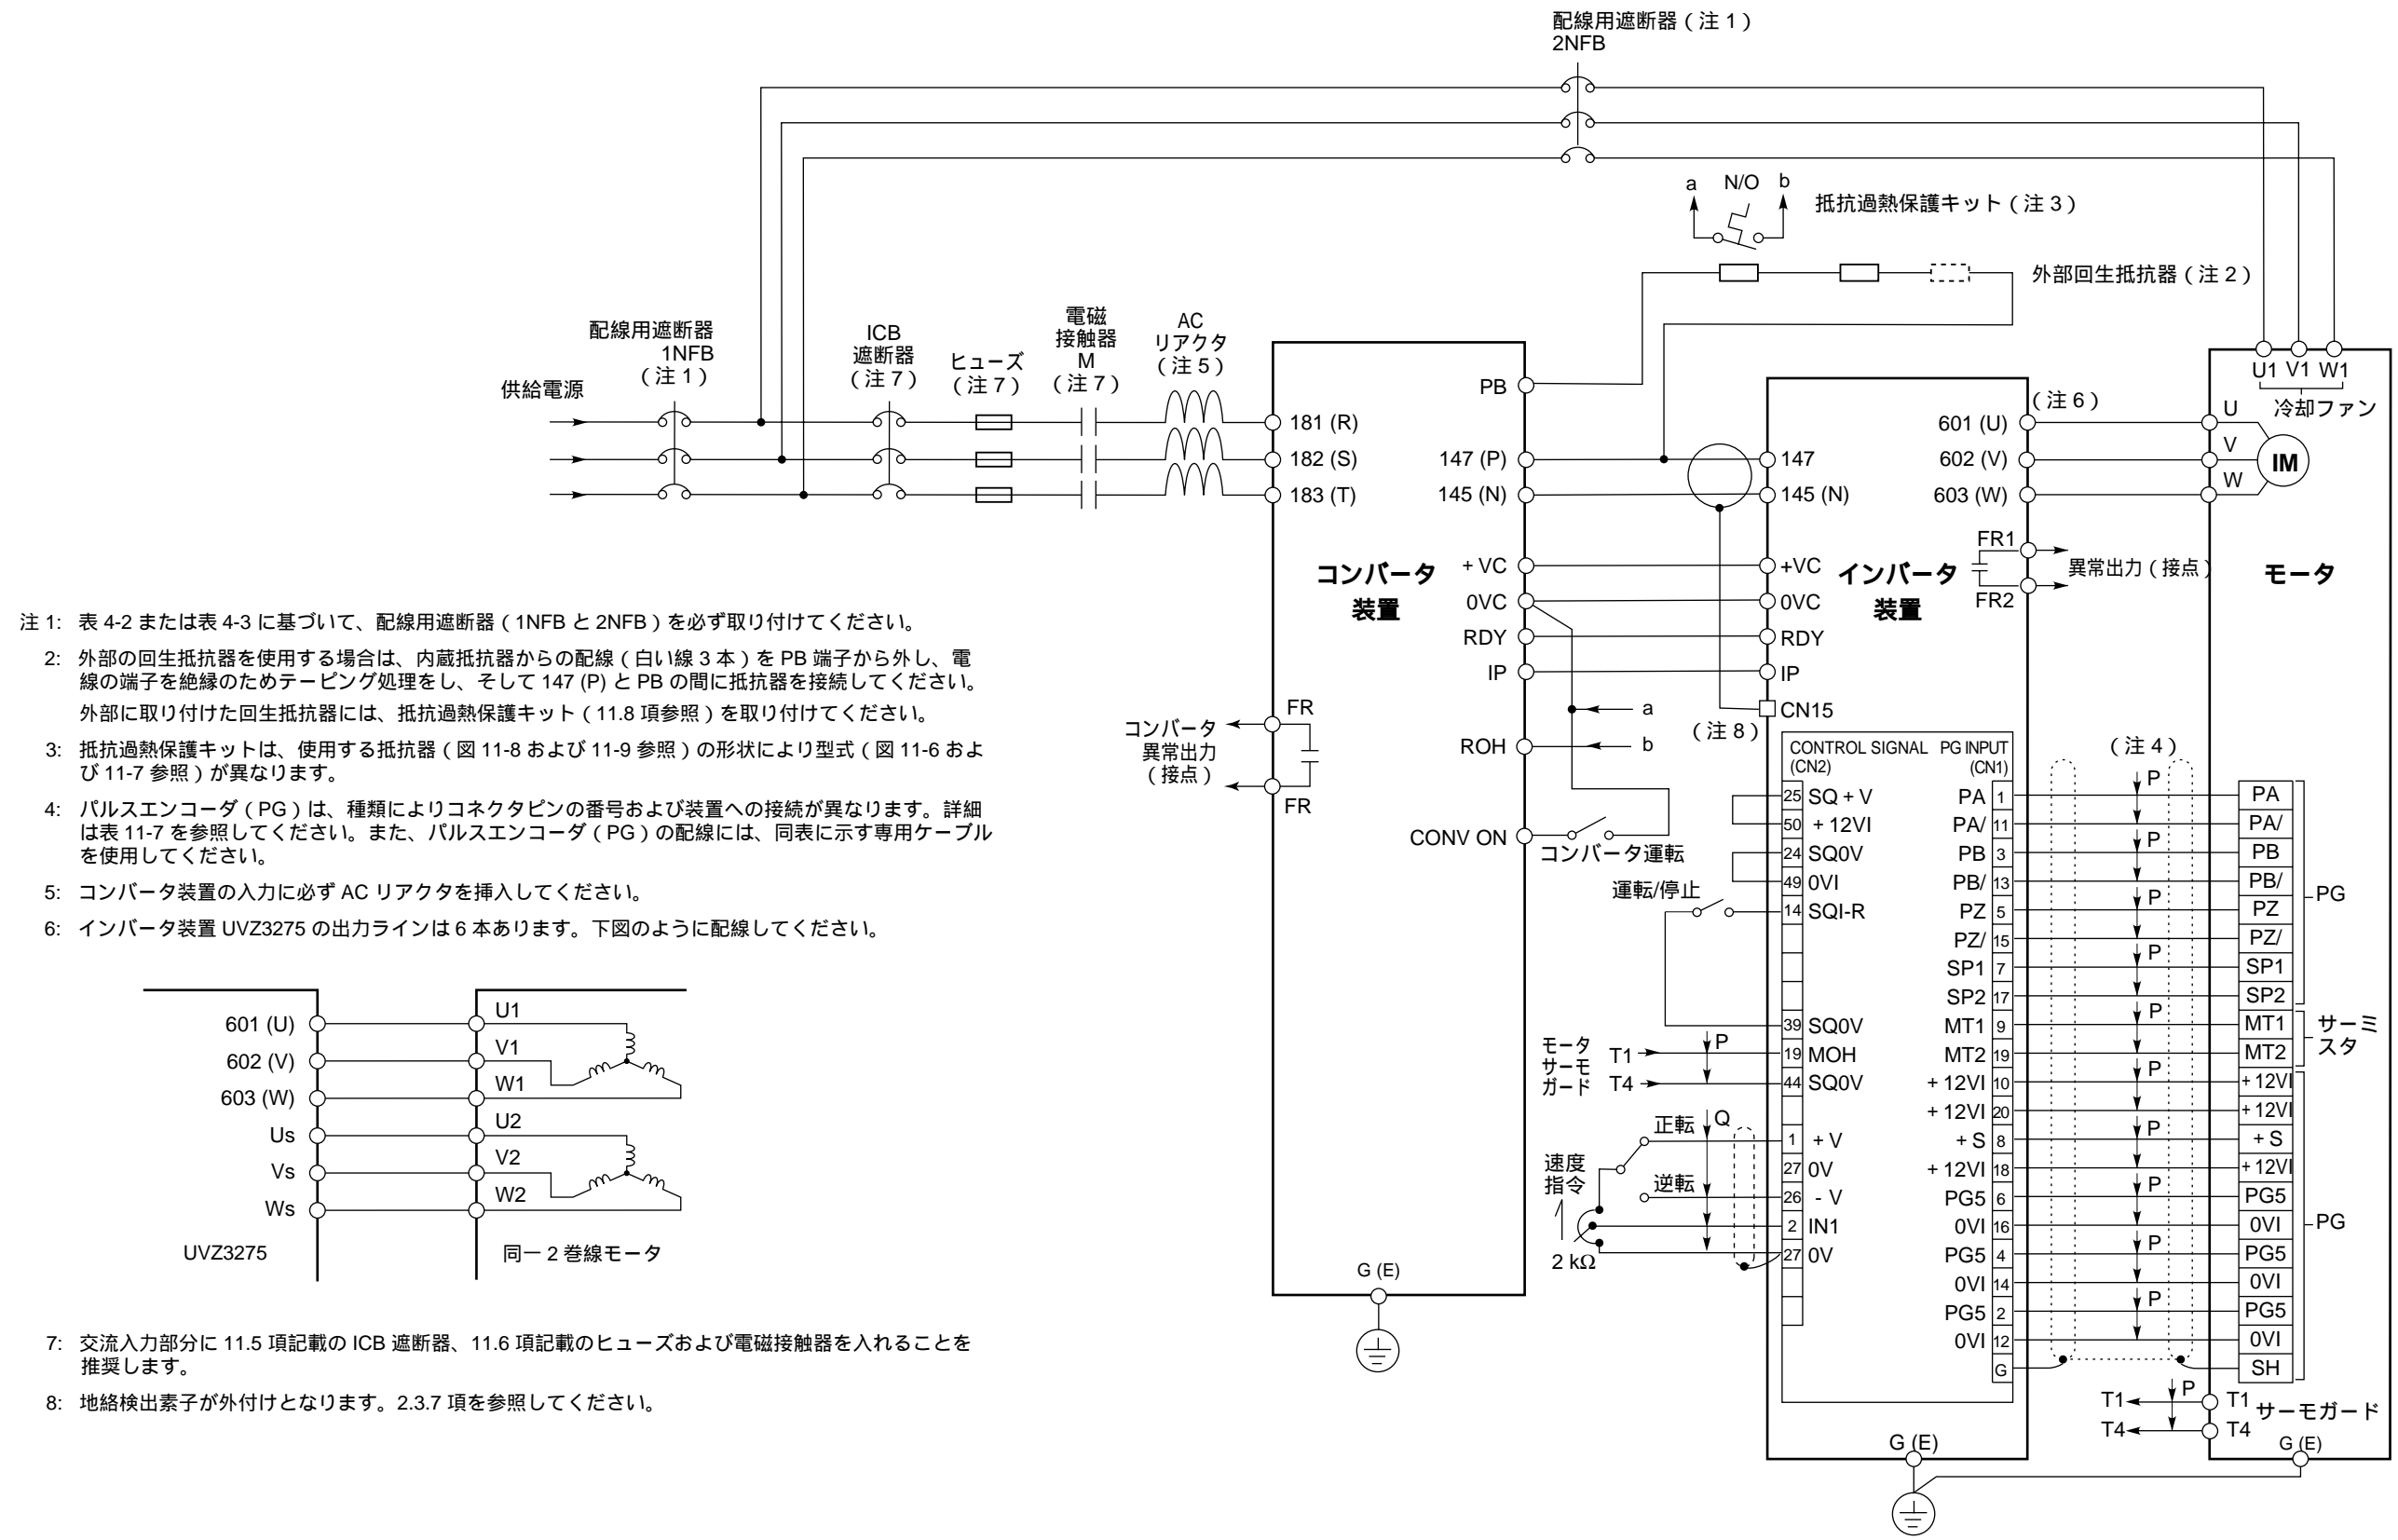 配線用遮断器（注 1）
2NFB
a N/O b
抵抗過熱保護キット（注 3）
外部回生抵抗器（注 2）
配線用遮断器
1NFB
（注 1）
供給電源
ICB
遮断器
（注 7）
ヒューズ
（注 7）
電磁
接触器
M
（注 7）
AC
リアクタ
（注 5）
181 (R)
182 (S)
183 (T)
コンバータ
装置
PB
147 (P)
145 (N)
+ VC
0VC
RDY
IP
ROH
CONV ON
FR
FR
コンバータ
異常出力
（接点）
G (E)
a
b
コンバータ運転
147
145 (N)
+VC
0VC
RDY
IP
CN15
（注 8）
インバータ
装置
601 (U)
602 (V)
603 (W)
（注 6）
FR1
FR2
異常出力（接点）
U1 V1 W1
冷却ファン
U
V
W
IM
モータ
CONTROL SIGNAL
(CN2)
PG INPUT
(CN1)
25 SQ + V
50 + 12VI
24 SQ0V
49 0VI
14 SQI-R
39 SQ0V
19 MOH
44 SQ0V
1 + V
27 0V
26 - V
2 IN1
27 0V
運転/停止
モータ
サーモ
ガード
T1
T4
P
Q
正転
逆転
速度
指令
2 kΩ
（注 4）
PA 1 P PA
PA/ 11 PA/
PB 3 P PB
PB/ 13 PB/
PZ 5 P PZ
PZ/ 15 PZ/
SP1 7 P SP1
SP2 17 SP2
MT1 9 P MT1
MT2 19 MT2
+ 12VI 10 P + 12VI
+ 12VI 20 + 12VI
+ S 8 P + S
+ 12VI 18 + 12VI
PG5 6 P PG5
0VI 16 0VI
PG5 4 P PG5
0VI 14 0VI
PG5 2 P PG5
0VI 12 0VI
G SH
PG
サーミ
スタ
PG
T1 P T1
サーモガード
T4 T4
G (E)
G (E)
注 1: 表 4-2 または表 4-3 に基づいて、配線用遮断器（1NFB と 2NFB）を必ず取り付けてください。
2: 外部の回生抵抗器を使用する場合は、内蔵抵抗器からの配線（白い線 3 本）を PB 端子から外し、電
線の端子を絶縁のためテーピング処理をし、そして 147 (P) と PB の間に抵抗器を接続してください。
外部に取り付けた回生抵抗器には、抵抗過熱保護キット（11.8 項参照）を取り付けてください。
3: 抵抗過熱保護キットは、使用する抵抗器（図 11-8 および 11-9 参照）の形状により型式（図 11-6 およ
び 11-7 参照）が異なります。
4: パルスエンコーダ（PG）は、種類によりコネクタピンの番号および装置への接続が異なります。詳細
は表 11-7 を参照してください。また、パルスエンコーダ（PG）の配線には、同表に示す専用ケーブル
を使用してください。
5: コンバータ装置の入力に必ず AC リアクタを挿入してください。
6: インバータ装置 UVZ3275 の出力ラインは 6 本あります。下図のように配線してください。
601 (U) U1
602 (V) V1
603 (W) W1
Us U2
Vs V2
Ws W2
UVZ3275
同一 2 巻線モータ
7: 交流入力部分に 11.5 項記載の ICB 遮断器、11.6 項記載のヒューズおよび電磁接触器を入れることを
推奨します。
8: 地絡検出素子が外付けとなります。2.3.7 項を参照してください。